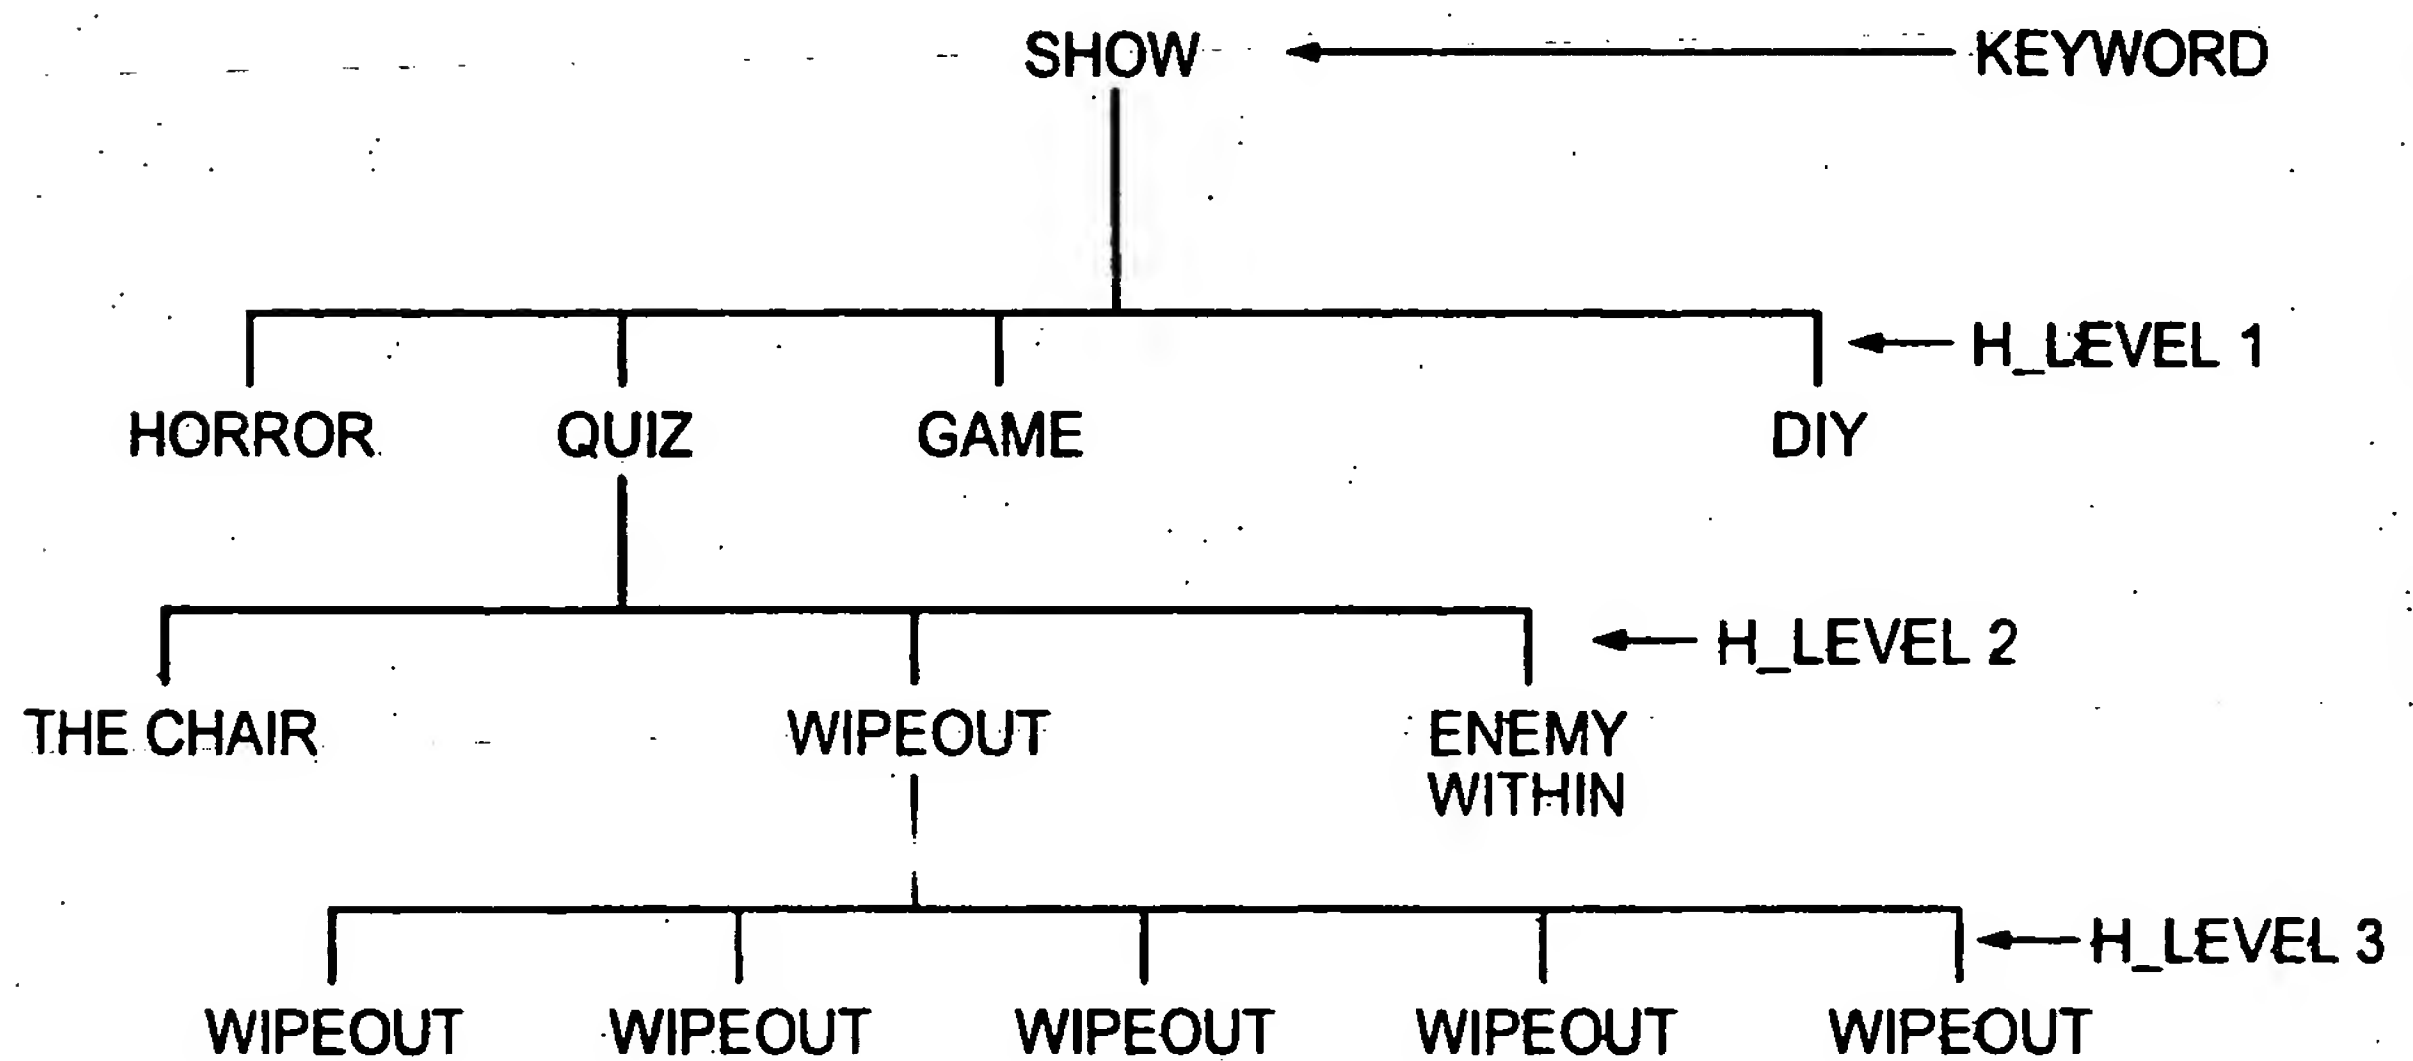 SHOW KEYWORD
H_LEVEL 1
HORROR QUIZ GAME DIY
H_LEVEL 2
THE CHAIR WIPEOUT ENEMY
WITHIN
H_LEVEL 3
WIPEOUT WIPEOUT WIPEOUT WIPEOUT WIPEOUT